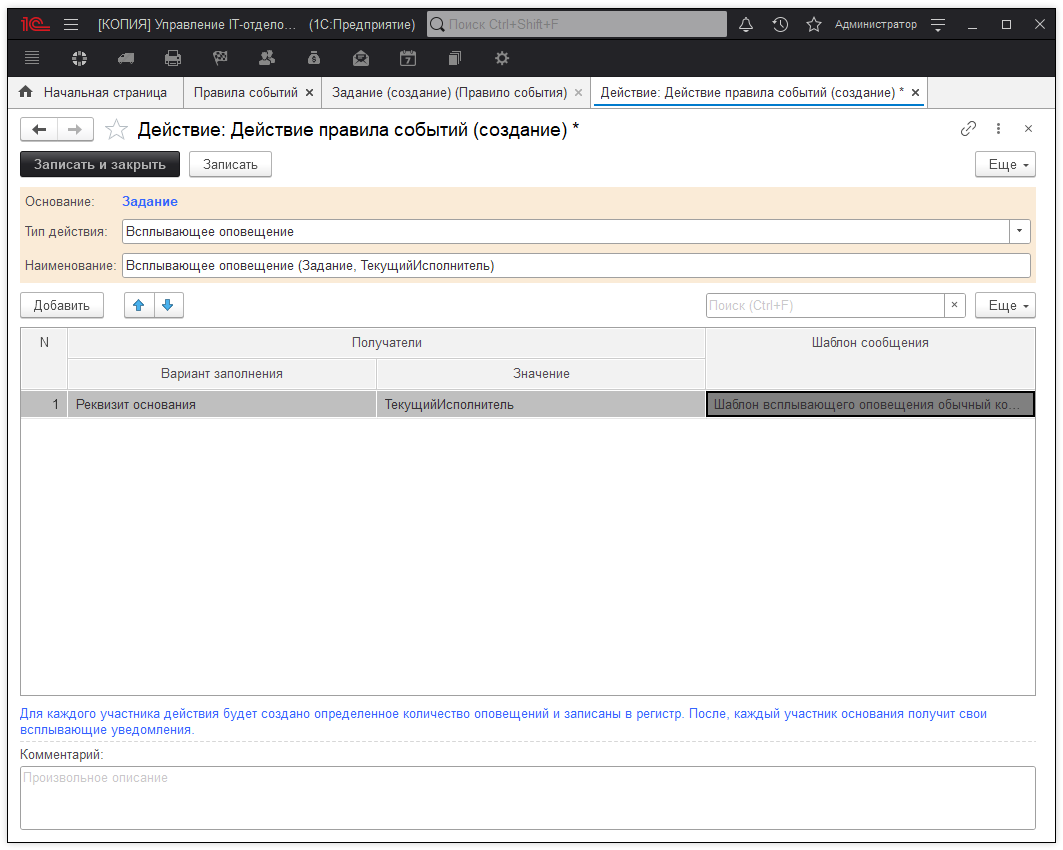 1С [КОПИЯ] Управление IT-отдело... (1С:Предприятие) Поиск Ctrl+Shift+F Администратор
7
Начальная страница Правила событий × Задание (создание) (Правило события) × Действие: Действие правила событий (создание) * ×
Действие: Действие правила событий (создание) *
Записать и закрыть Записать Еще
Основание: Задание
Тип действия: Всплывающее оповещение
Наименование: Всплывающее оповещение (Задание, ТекущийИсполнитель)
Добавить Поиск (Ctrl+F) × Еще
N Получатели Шаблон сообщения
Вариант заполнения Значение
1 Реквизит основания ТекущийИсполнитель Шаблон всплывающего оповещения обычный ко...
Для каждого участника действия будет создано определенное количество оповещений и записаны в регистр. После, каждый участник основания получит свои
всплывающие уведомления.
Комментарий:
Произвольное описание